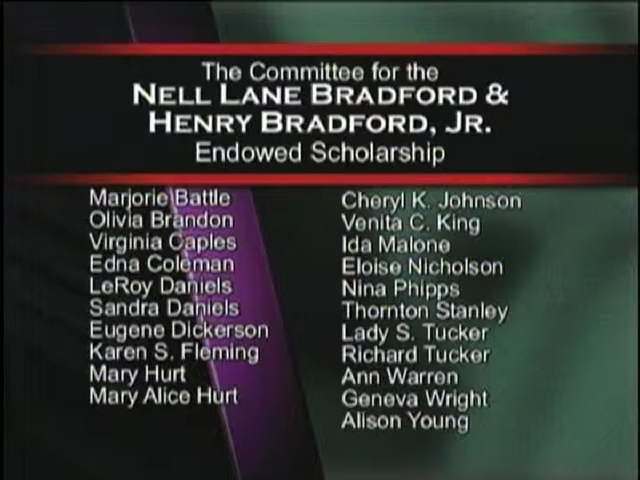 The Committee for the
NELL LANE BRADFORD &
HENRY BRADFORD, JR.
Endowed Scholarship
Marjorie Battle
Olivia Brandon
Virginia Caples
Edna Coleman
LeRoy Daniels
Sandra Daniels
Eugene Dickerson
Karen S. Fleming
Mary Hurt
Mary Alice Hurt
Cheryl K. Johnson
Venita C. King
Ida Malone
Eloise Nicholson
Nina Phipps
Thornton Stanley
Lady S. Tucker
Richard Tucker
Ann Warren
Geneva Wright
Alison Young